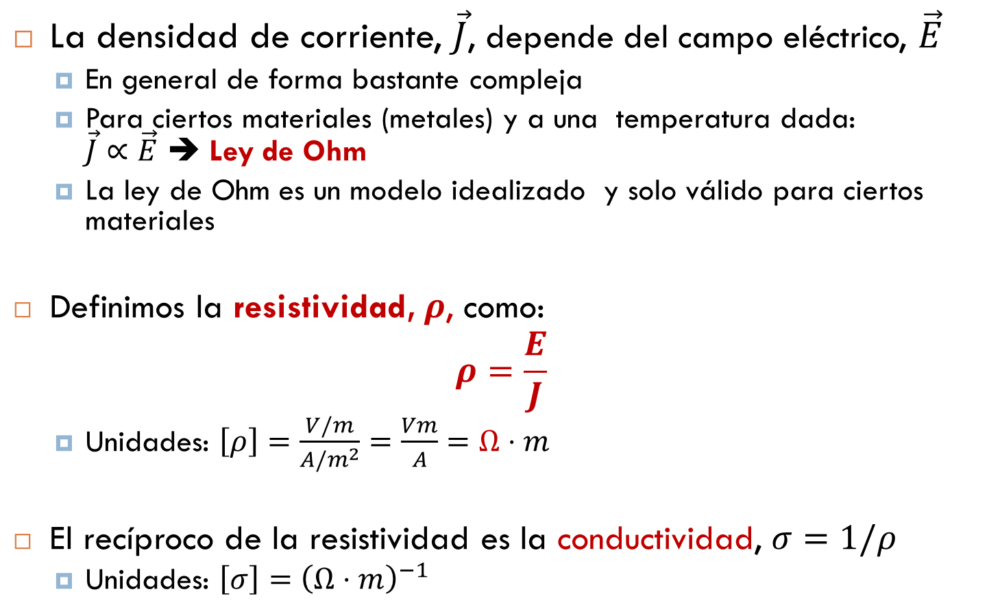 La densidad de corriente, $\vec{J}$, depende del campo eléctrico, $\vec{E}$
En general de forma bastante compleja
Para ciertos materiales (metales) y a una temperatura dada:
$\vec{J} \propto \vec{E}$ ➔ Ley de Ohm
La ley de Ohm es un modelo idealizado y solo válido para ciertos
materiales
Definimos la resistividad, ρ, como:
$\rho = \frac{E}{J}$
Unidades: $[\rho] = \frac{V/m}{A/m^2} = \frac{Vm}{A} = \Omega \cdot m$
El recíproco de la resistividad es la conductividad, $\sigma = 1/\rho$
Unidades: $[\sigma] = (\Omega \cdot m)^{-1}$